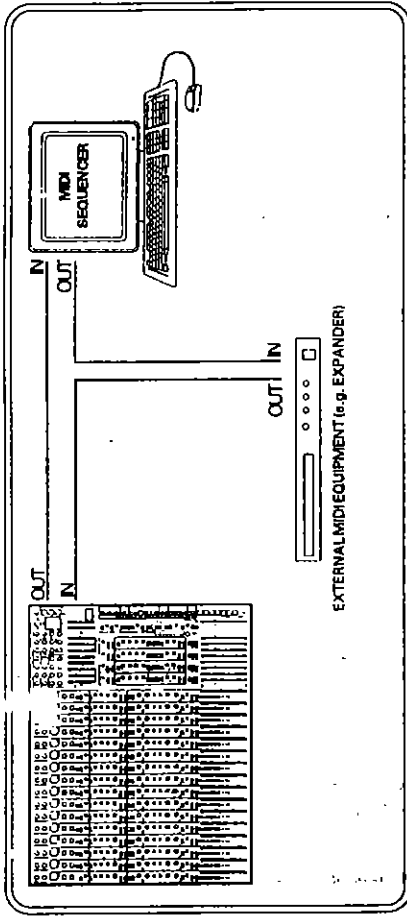 OUT
IN
IN
OUT
MIDI
SEQUENCER
OUT
IN
EXTERNAL MIDI EQUIPMENT (e.g. EXPANDER)